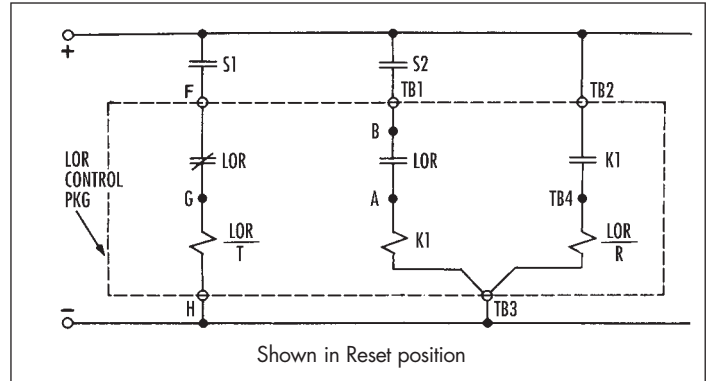 +
S1
S2
F
TB1
TB2
B
LOR
LOR
K1
LOR
CONTROL
PKG
G
A
TB4
LOR
T
K1
LOR
R
H
TB3
−
Shown in Reset position